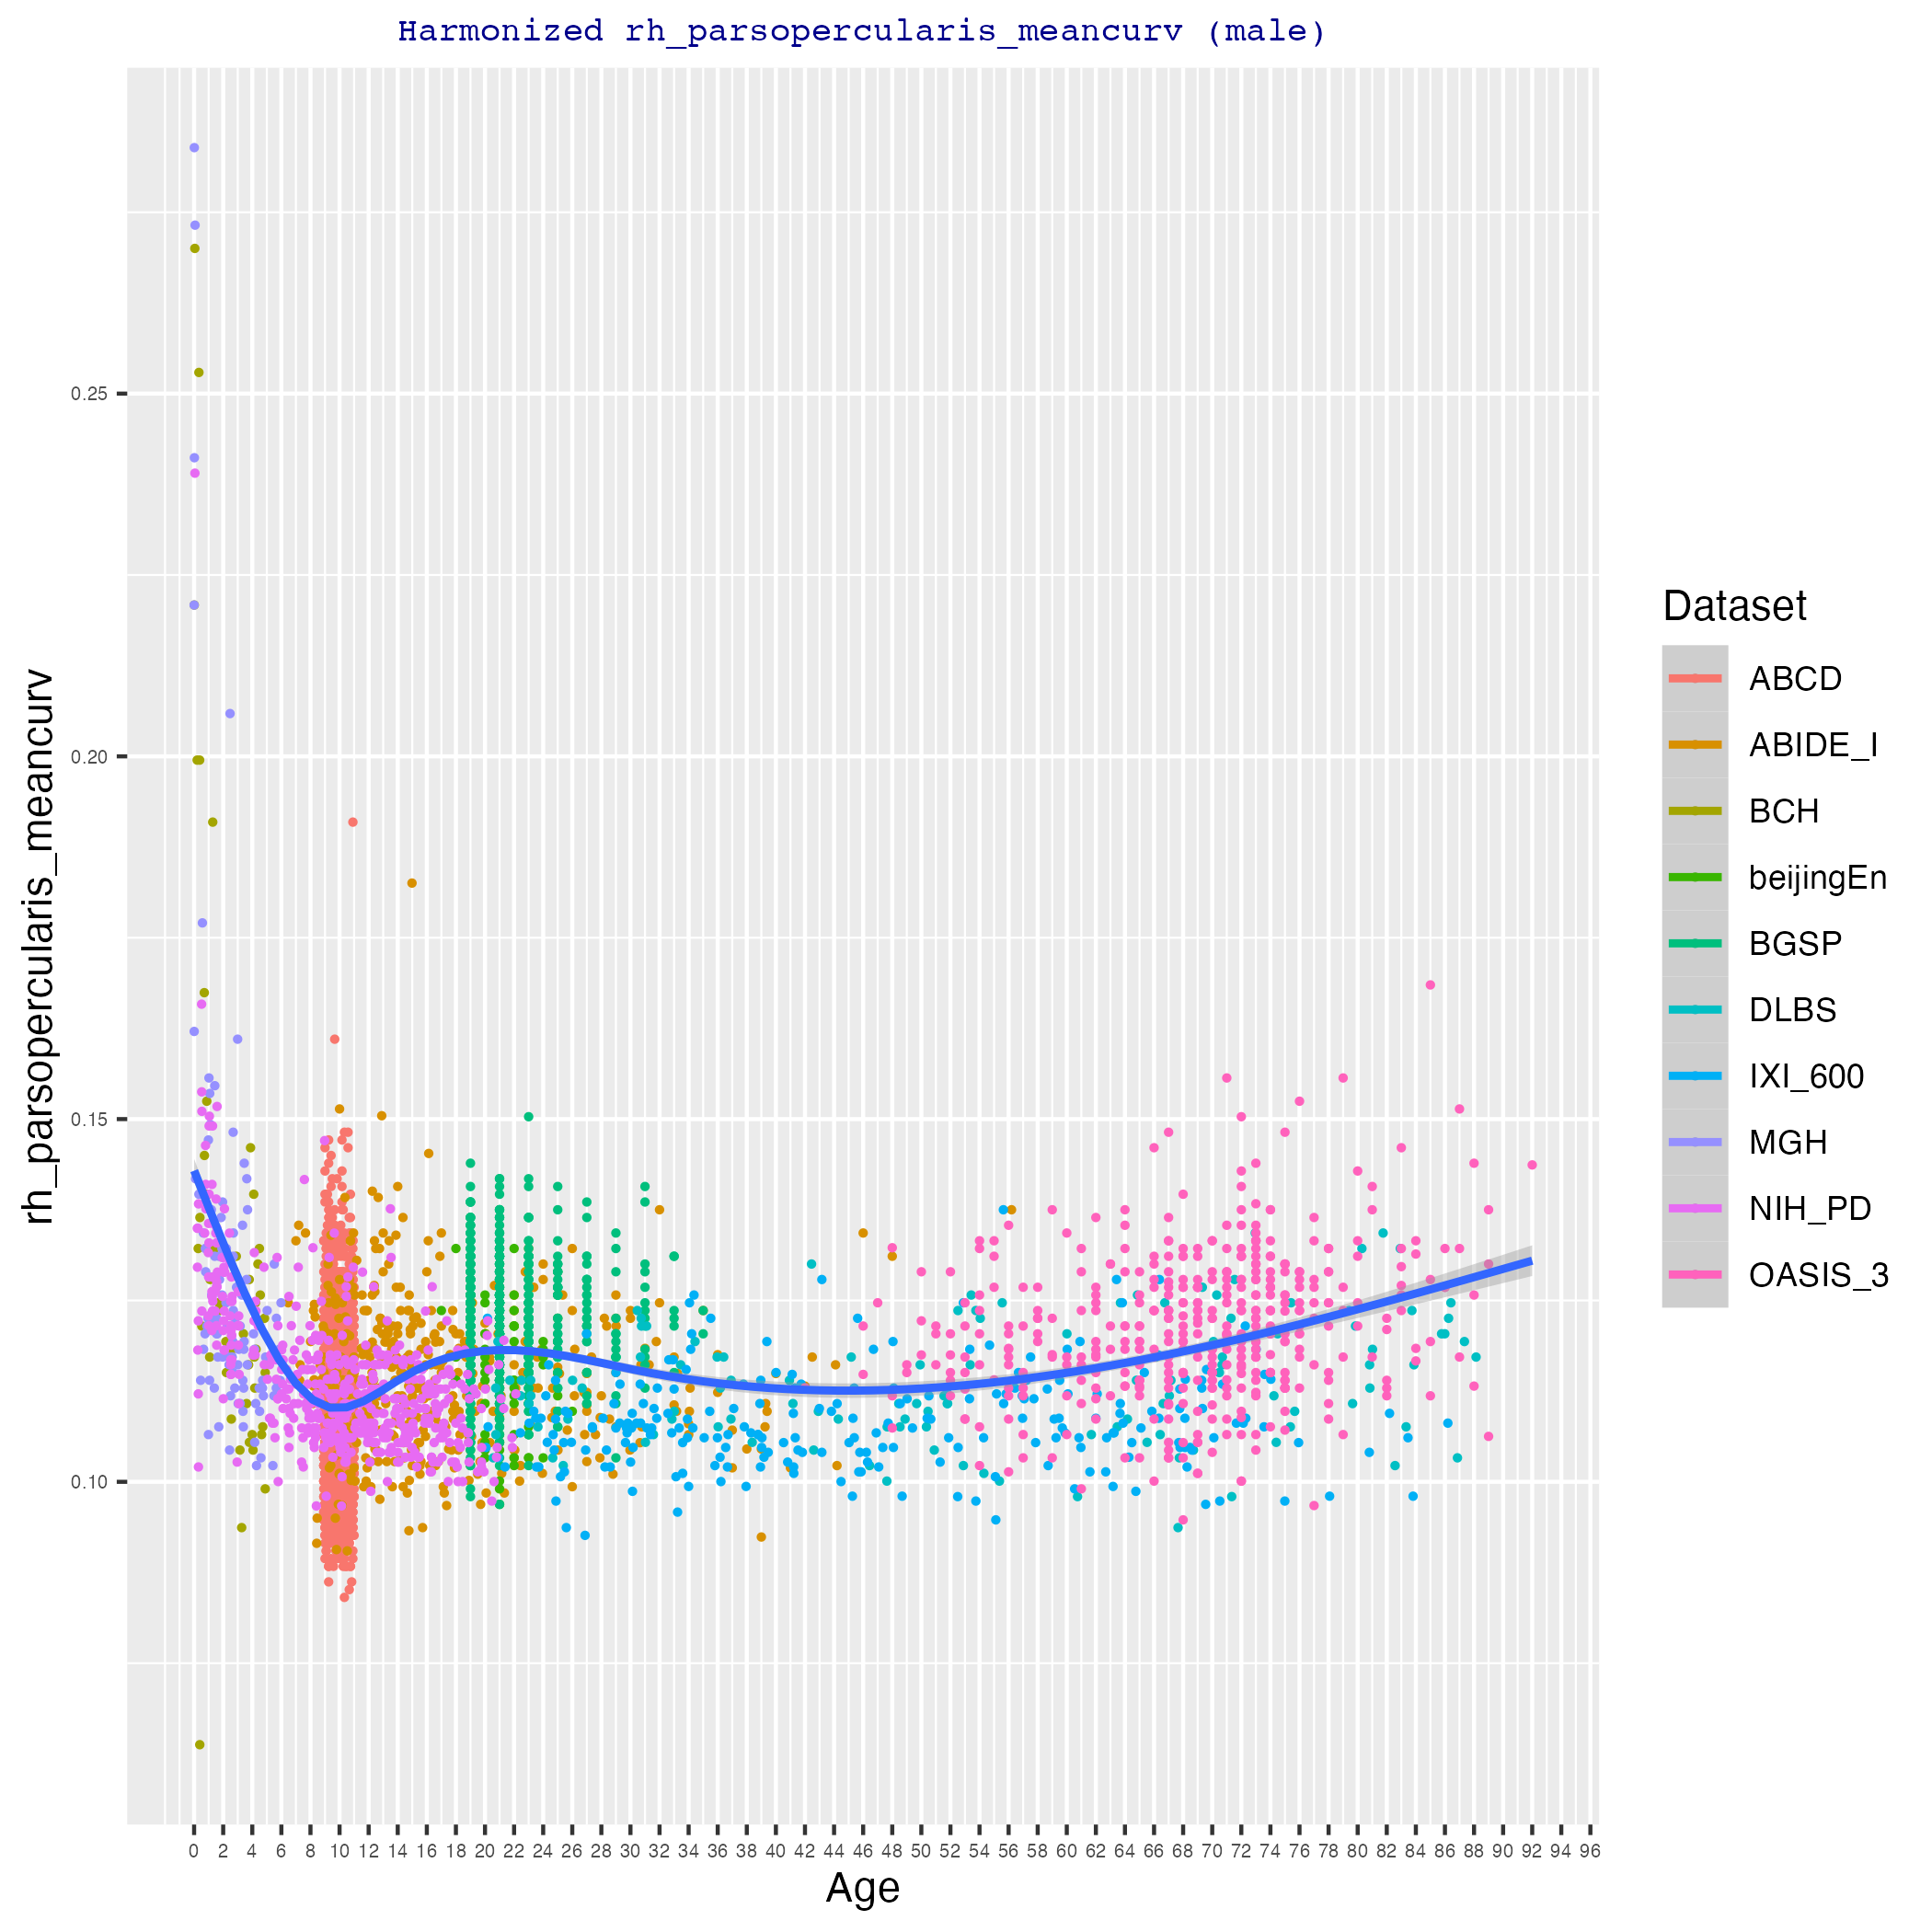 Harmonized rh_parsopercularis_meancurv (male)
rh_parsopercularis_meancurv
0.25
0.20
0.15
0.10
0 2 4 6 8 10 12 14 16 18 20 22 24 26 28 30 32 34 36 38 40 42 44 46 48 50 52 54 56 58 60 62 64 66 68 70 72 74 76 78 80 82 84 86 88 90 92 94 96
Age
Dataset
ABCD
ABIDE_I
BCH
beijingEn
BGSP
DLBS
IXI_600
MGH
NIH_PD
OASIS_3